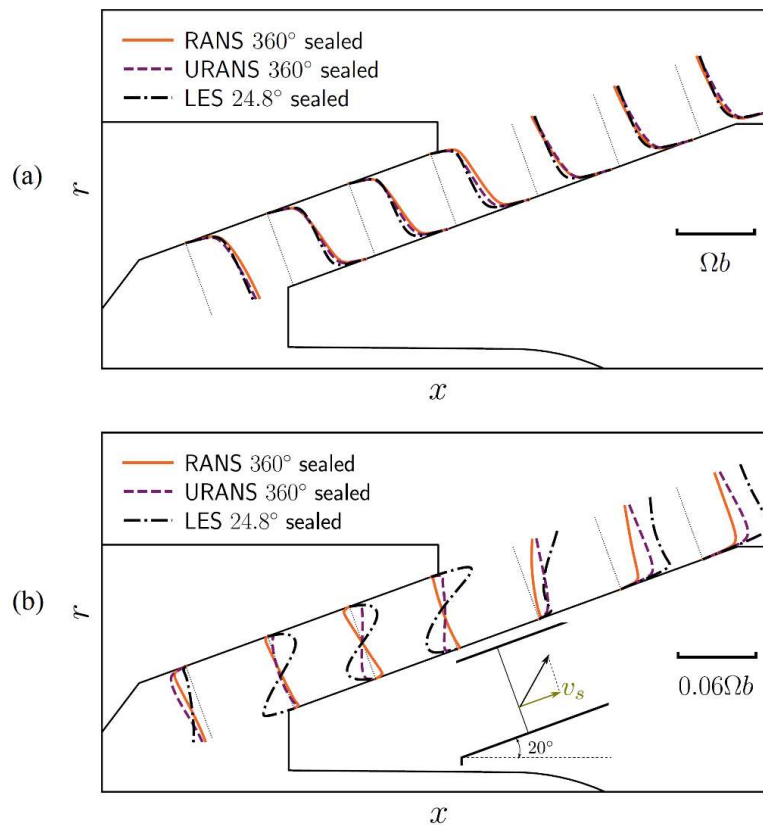 RANS 360° sealed
URANS 360° sealed
LES 24.8° sealed
(a)
r
Ωb
x
RANS 360° sealed
URANS 360° sealed
LES 24.8° sealed
(b)
r
0.06Ωb
v_s
20°
x